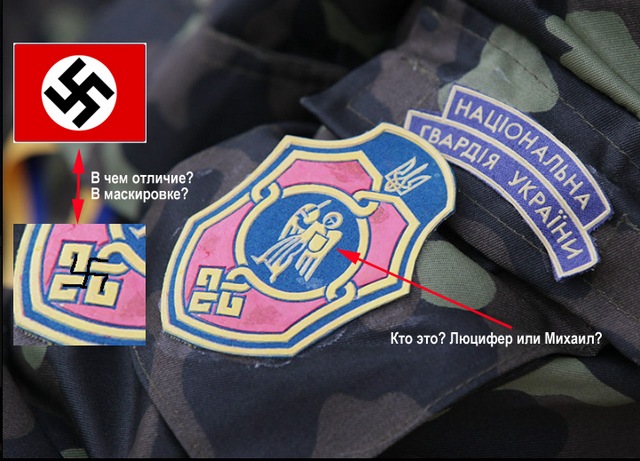 НАЦІОНАЛЬНА
ГВАРДІЯ УКРАЇНИ
В чем отличие?
В маскировке?
Кто это? Люцифер или Михаил?